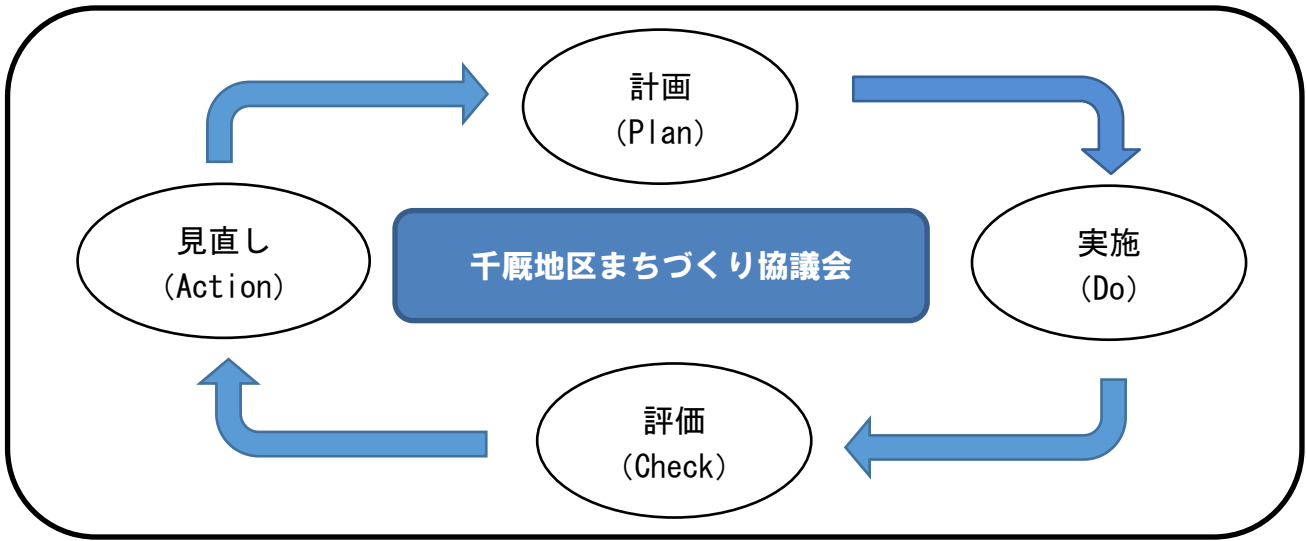 計画
(Plan)
見直し
(Action)
千厩地区まちづくり協議会
実施
(Do)
評価
(Check)